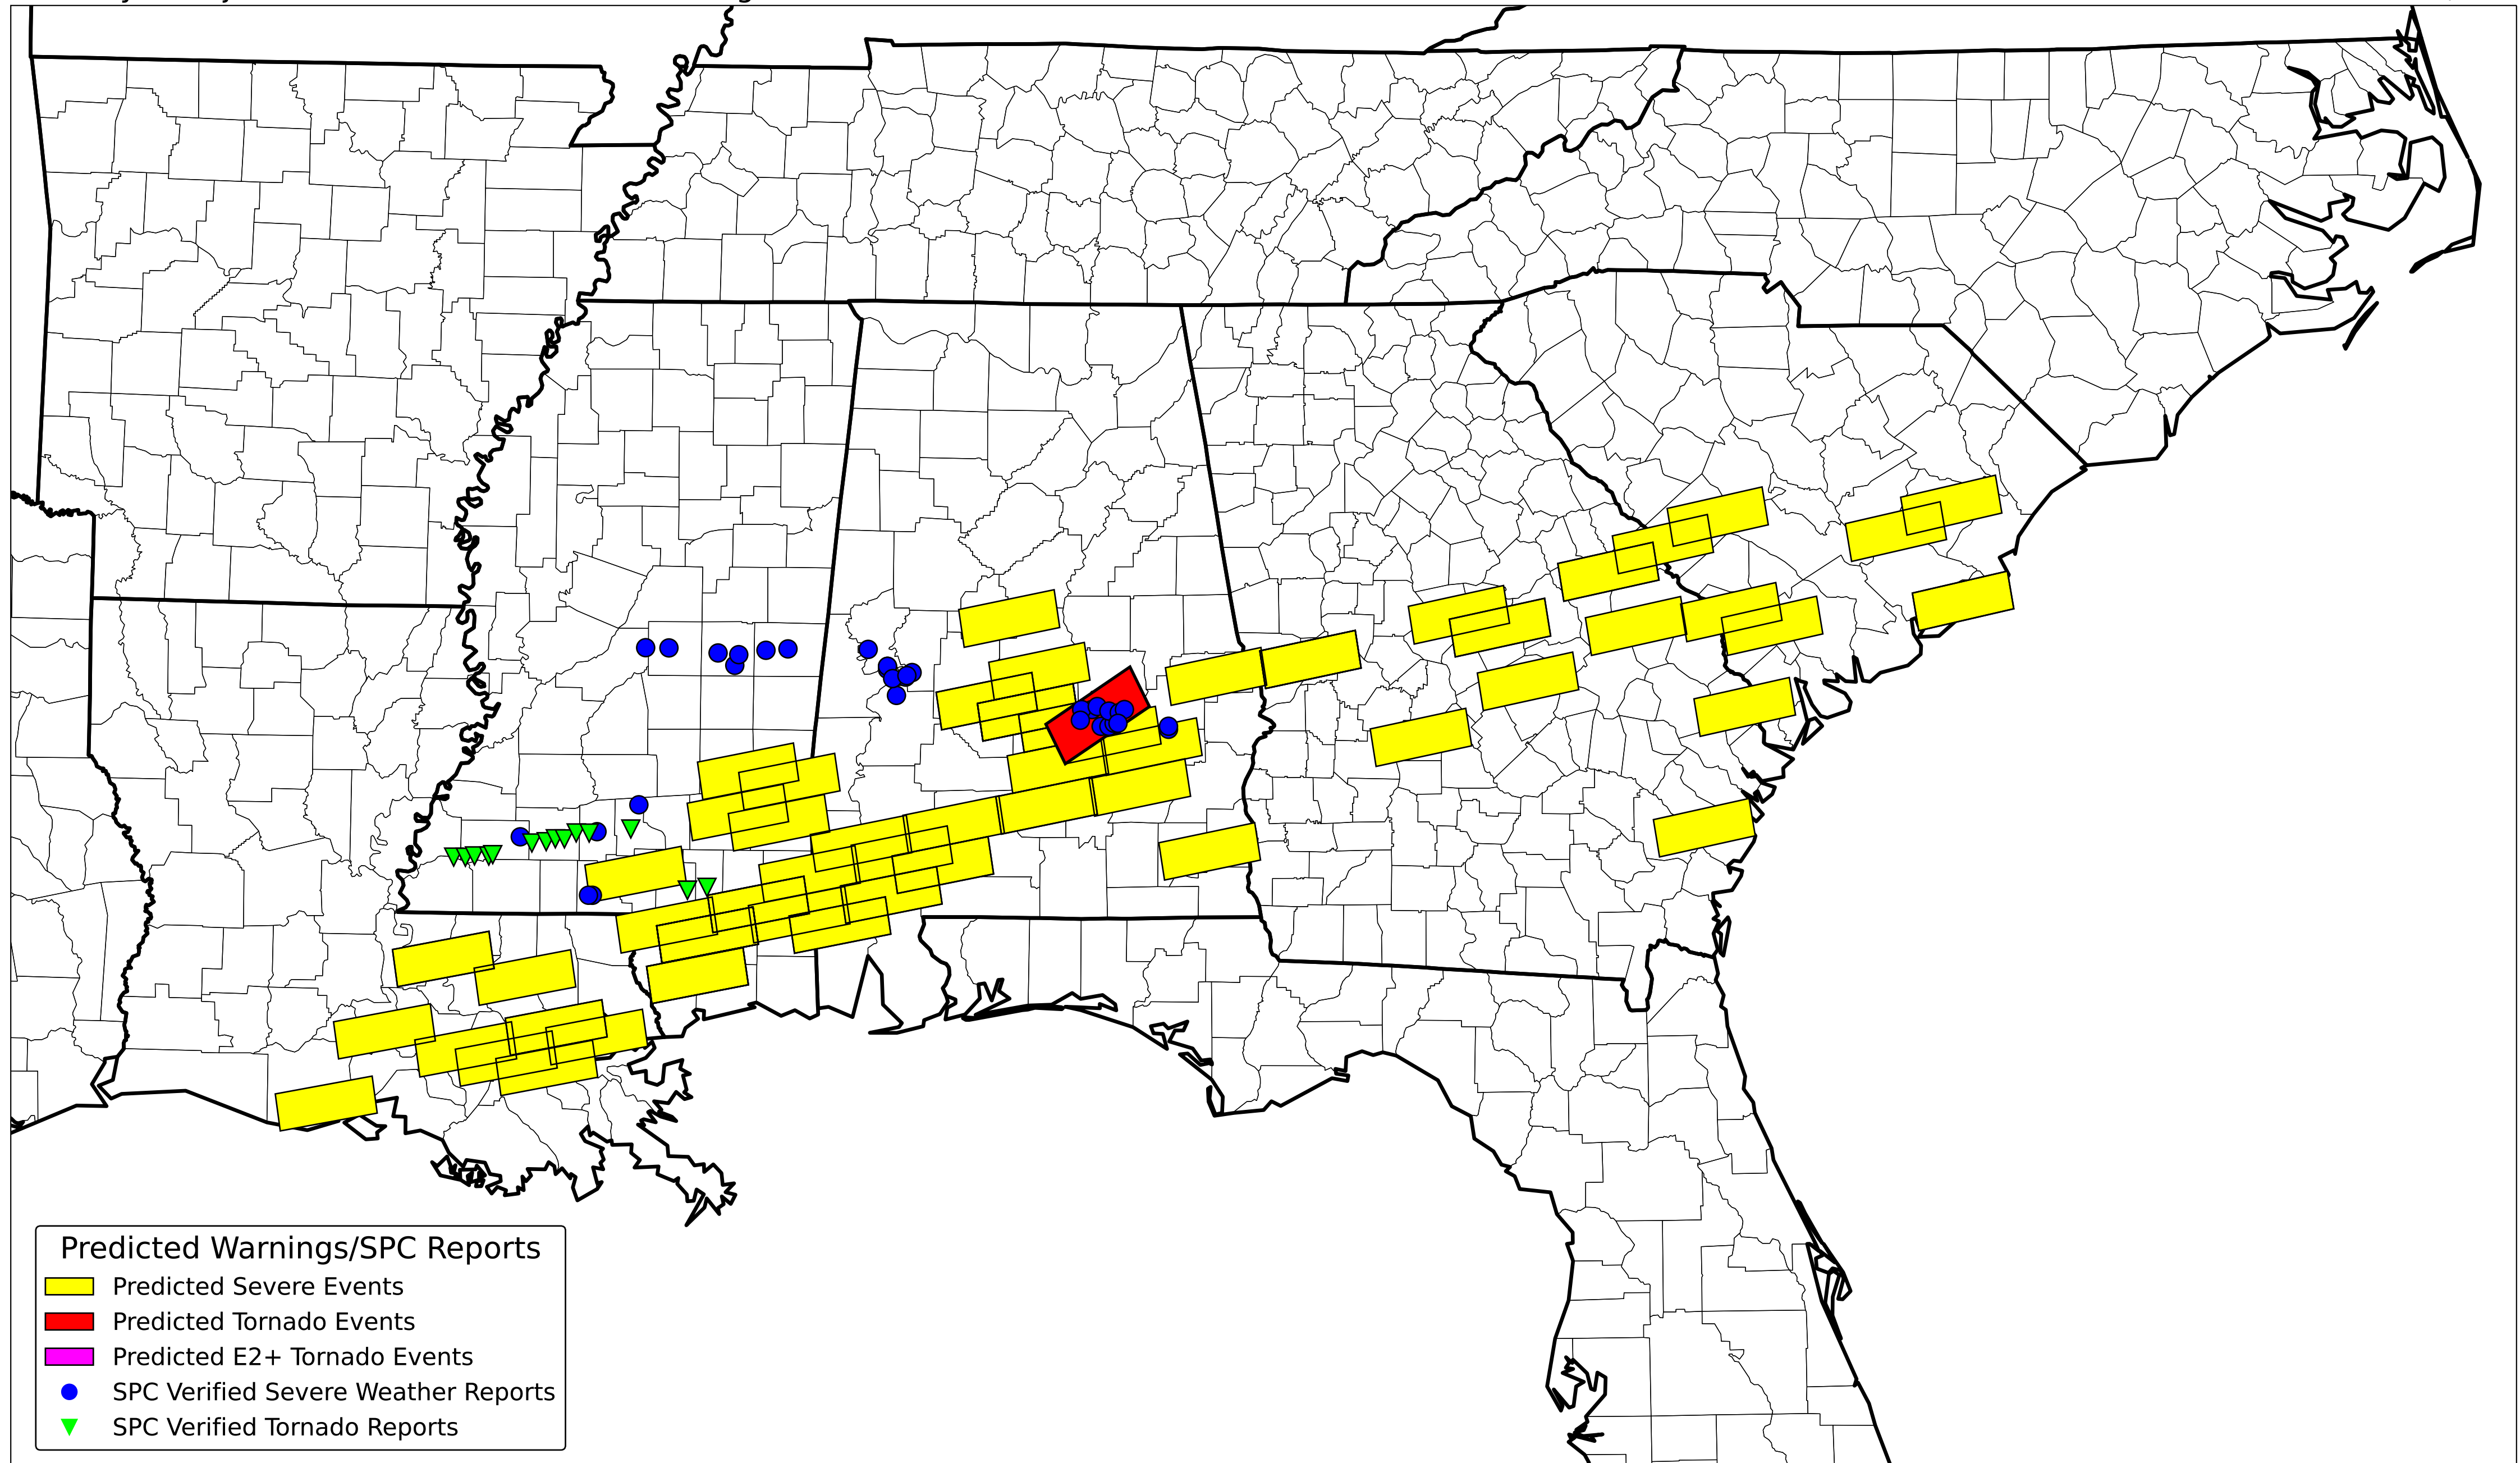 Predicted Warnings/SPC Reports
Predicted Severe Events
Predicted Tornado Events
Predicted E2+ Tornado Events
SPC Verified Severe Weather Reports
SPC Verified Tornado Reports